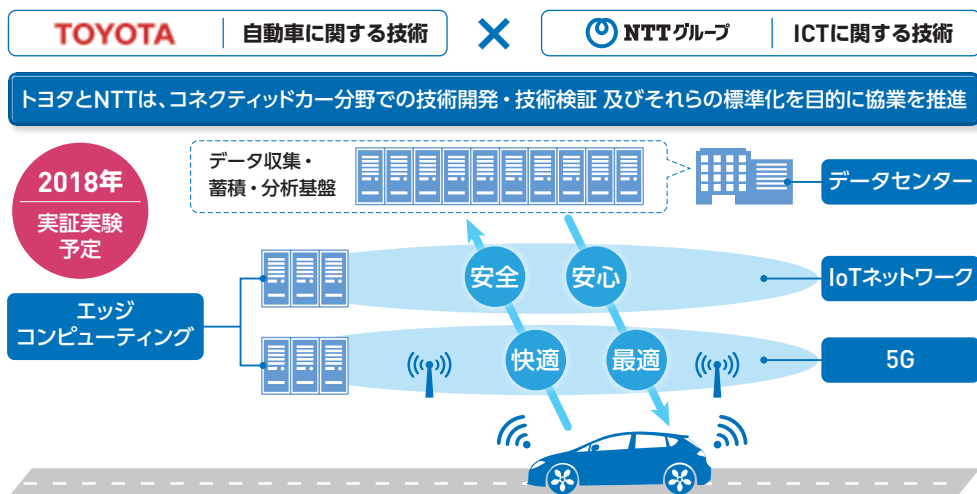 TOYOTA 自動車に関する技術 × NTTグループ ICTに関する技術
トヨタとNTTは、コネクティッドカー分野での技術開発・技術検証 及びそれらの標準化を目的に協業を推進
2018年
実証実験
予定
データ収集・
蓄積・分析基盤
データセンター
安全
安心
IoTネットワーク
エッジ
コンピューティング
快適
最適
5G